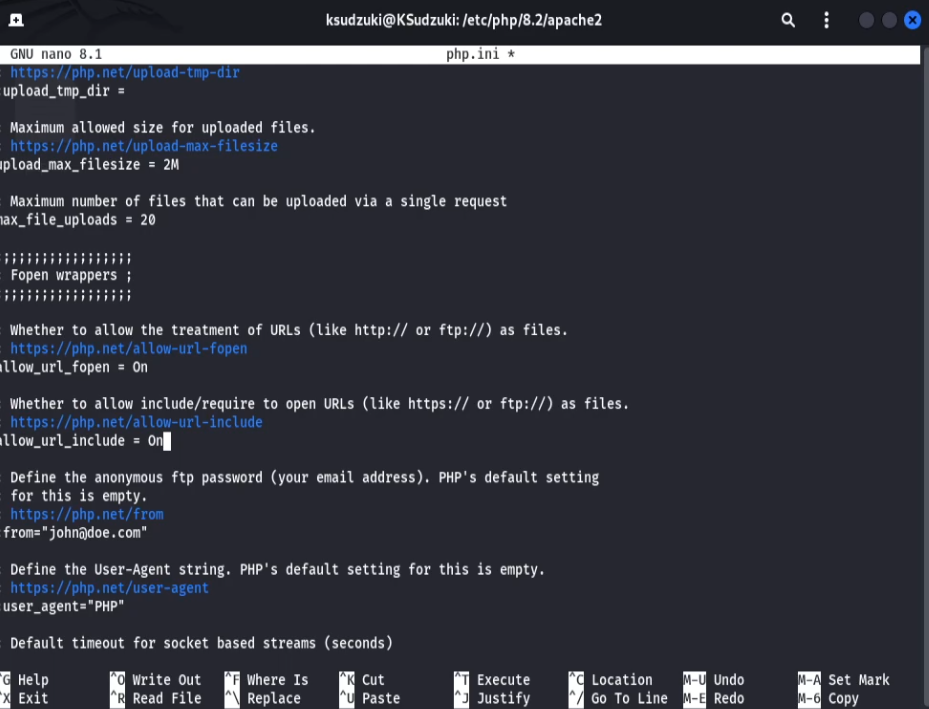 ksudzuki@KSudzuki: /etc/php/8.2/apache2
GNU nano 8.1 php.ini *
; https://php.net/upload-tmp-dir
;upload_tmp_dir =
; Maximum allowed size for uploaded files.
; https://php.net/upload-max-filesize
upload_max_filesize = 2M
; Maximum number of files that can be uploaded via a single request
max_file_uploads = 20
;;;;;;;;;;;;;;;;;;
; Fopen wrappers ;
;;;;;;;;;;;;;;;;;;
; Whether to allow the treatment of URLs (like http:// or ftp://) as files.
; https://php.net/allow-url-fopen
allow_url_fopen = On
; Whether to allow include/require to open URLs (like https:// or ftp://) as files.
; https://php.net/allow-url-include
allow_url_include = On
; Define the anonymous ftp password (your email address). PHP's default setting
; for this is empty.
; https://php.net/from
;from="john@doe.com"
; Define the User-Agent string. PHP's default setting for this is empty.
; https://php.net/user-agent
;user_agent="PHP"
; Default timeout for socket based streams (seconds)
^G Help ^O Write Out ^F Where Is ^K Cut ^T Execute ^C Location M-U Undo M-A Set Mark
^X Exit ^R Read File ^\ Replace ^U Paste ^J Justify ^/ Go To Line M-E Redo M-6 Copy